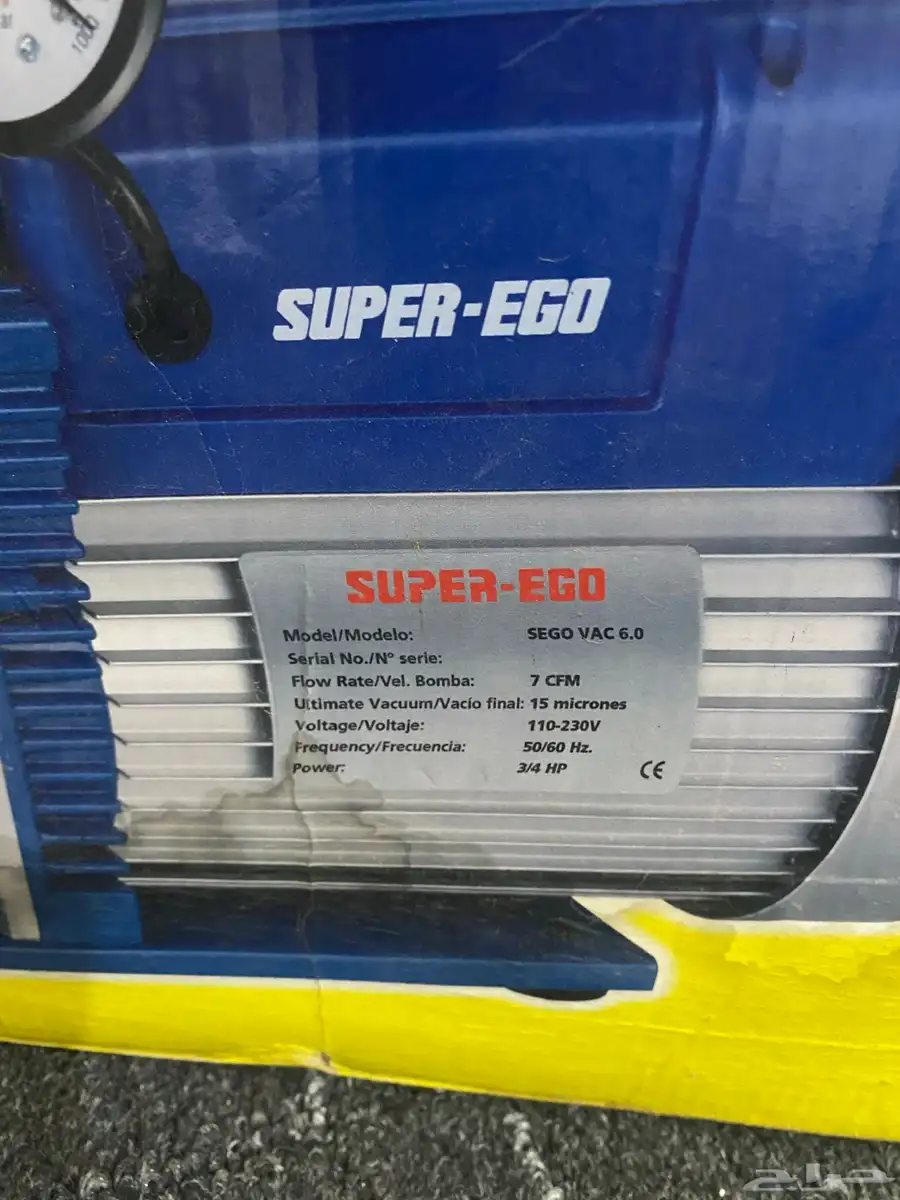 100
SUPER-EGO
SUPER-EGO
Model/Modelo: SEGO VAC 6.0
Serial No./Nº serie:
Flow Rate/Vel. Bomba: 7 CFM
Ultimate Vacuum/Vacío final: 15 micrones
Voltage/Voltaje: 110-230V
Frequency/Frecuencia: 50/60 Hz.
Power: 3/4 HP CE
حراج